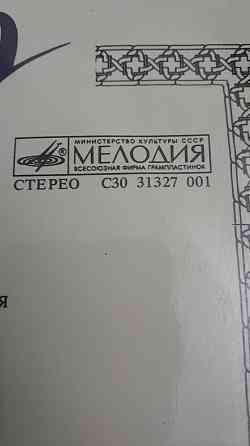 МИНИСТЕРСТВО КУЛЬТУРЫ СССР
® МЕЛОДИЯ
ВСЕСОЮЗНАЯ ФИРМА ГРАМПЛАСТИНОК
СТЕРЕО С30 31327 001
я